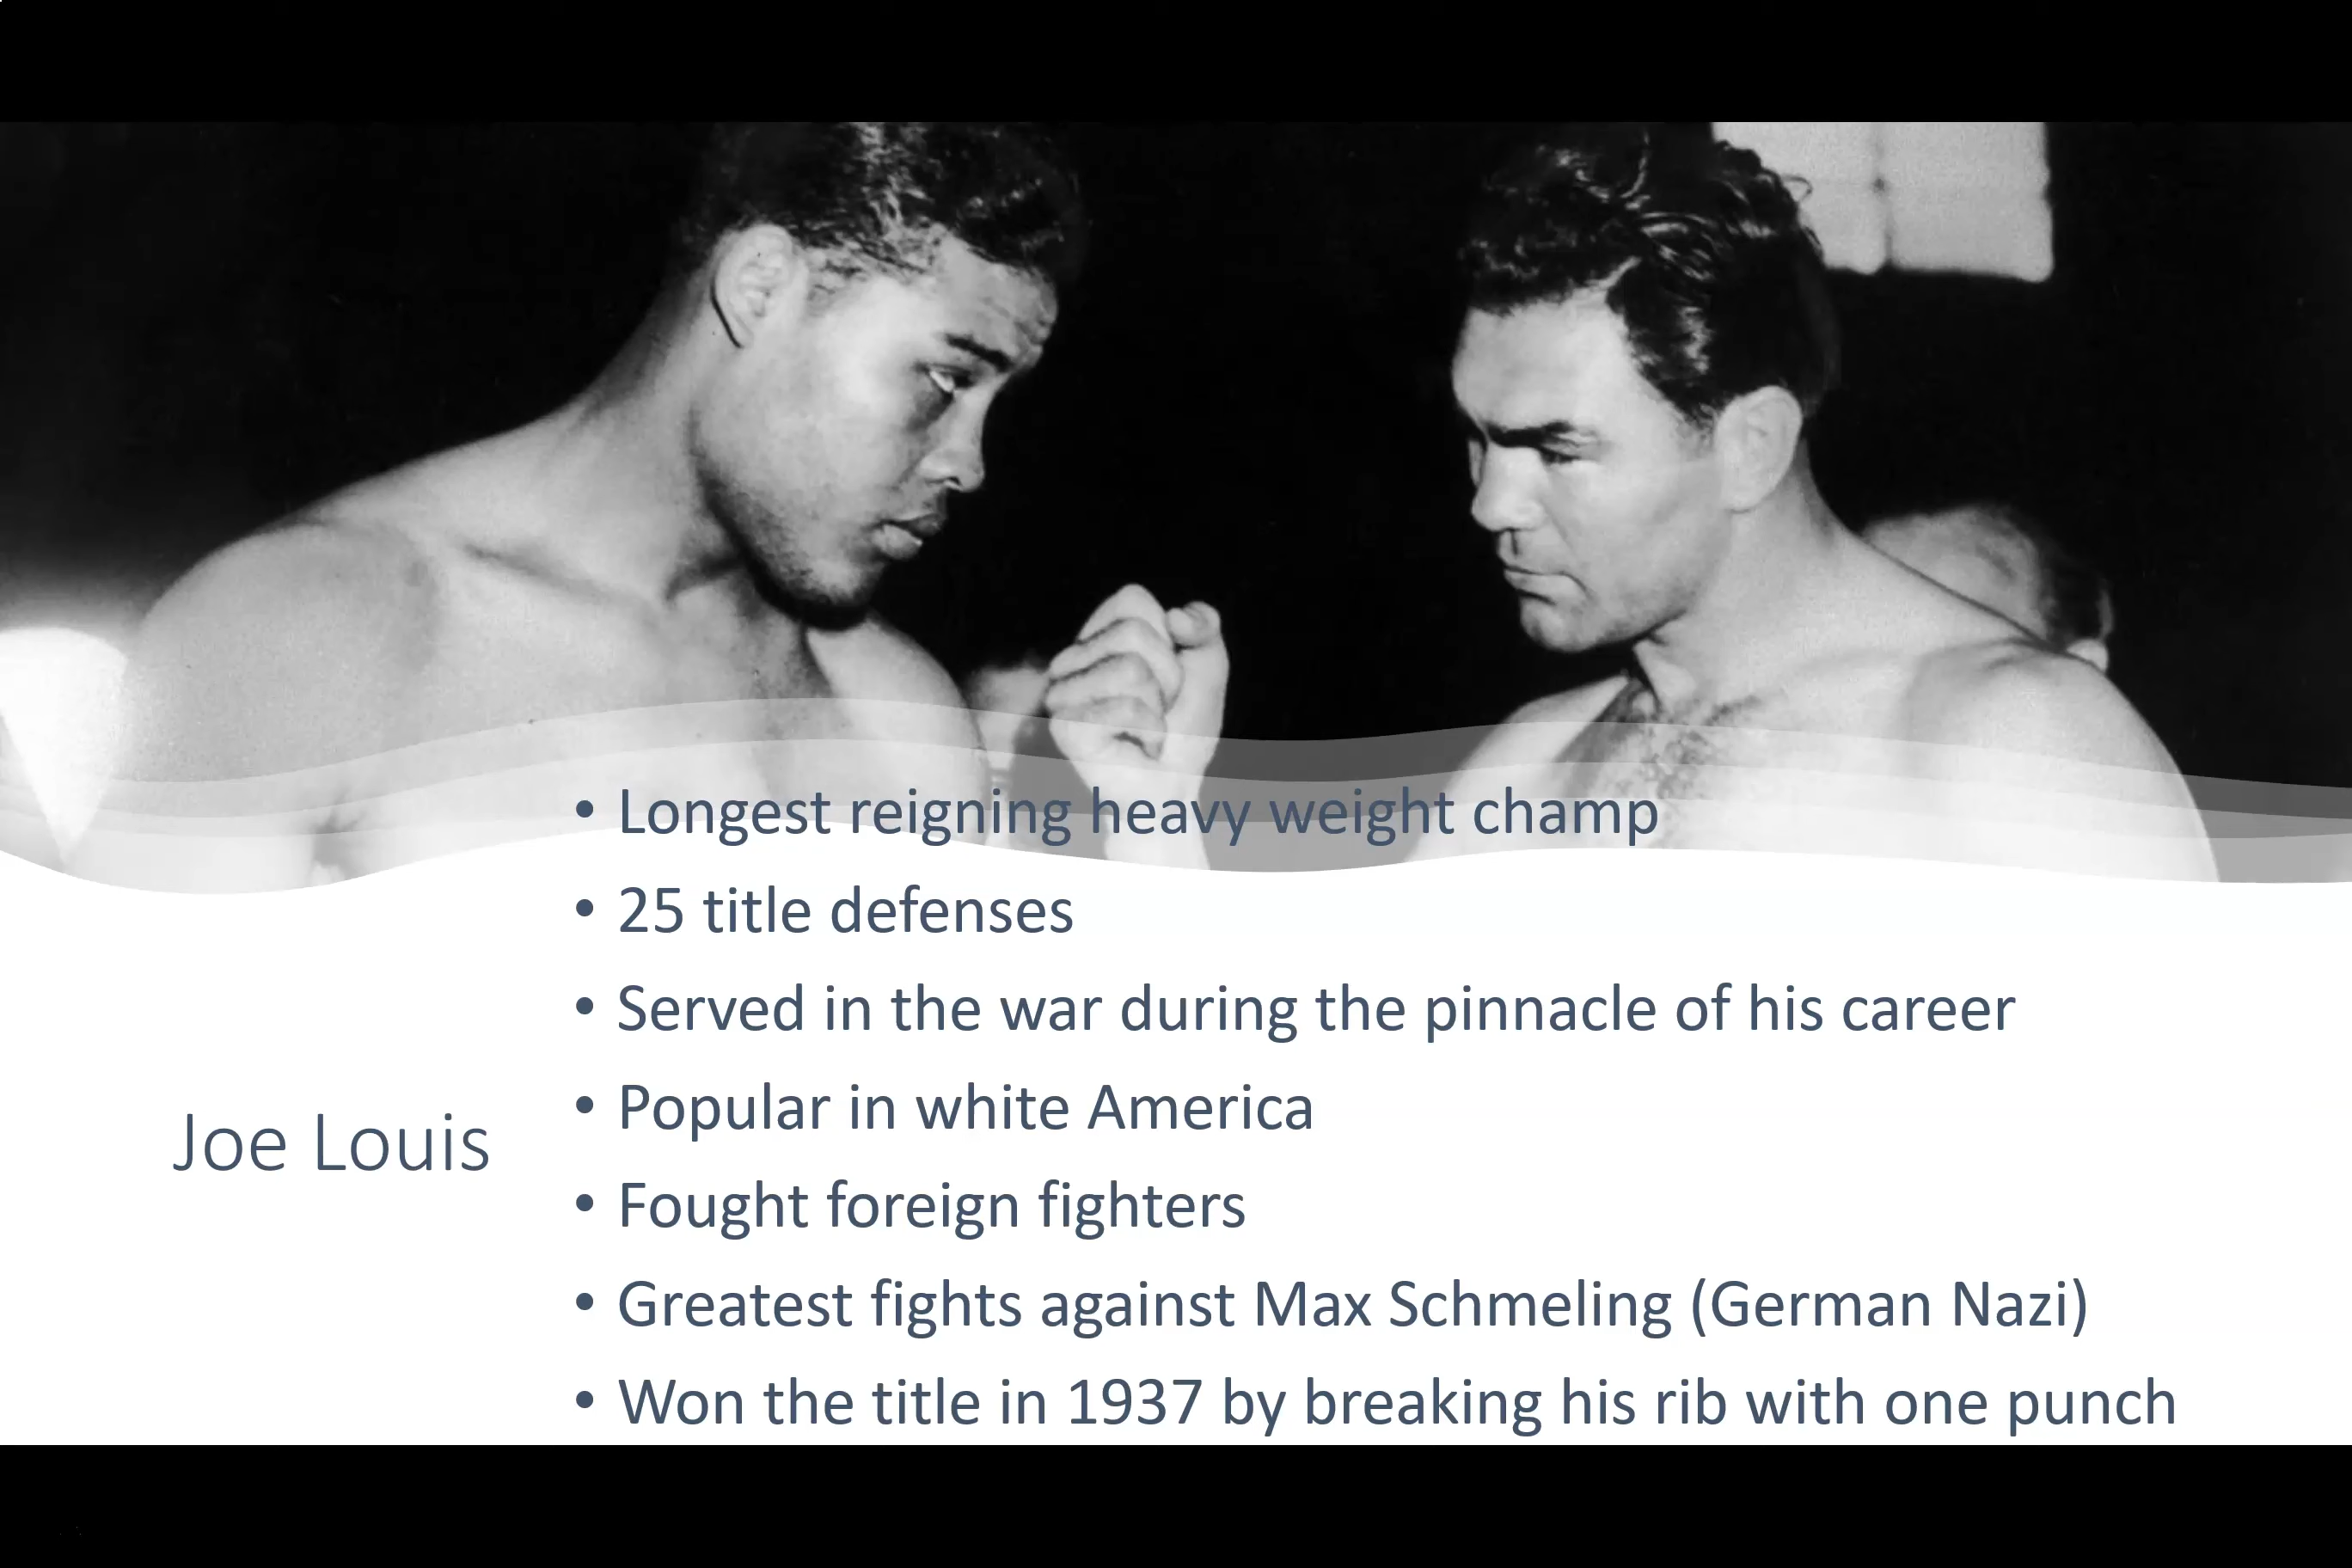 • Longest reigning heavy weight champ
• 25 title defenses
• Served in the war during the pinnacle of his career
• Popular in white America
Joe Louis
• Fought foreign fighters
• Greatest fights against Max Schmeling (German Nazi)
• Won the title in 1937 by breaking his rib with one punch